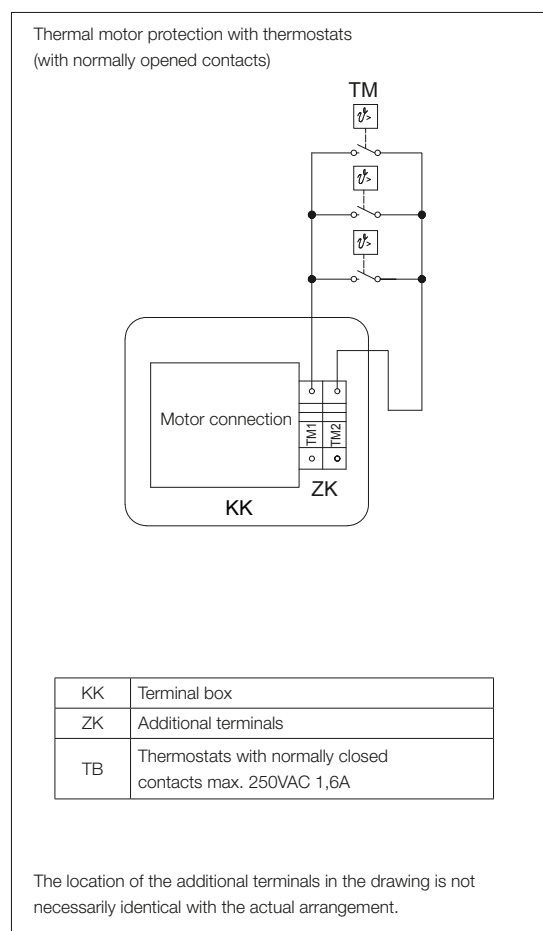 Thermal motor protection with thermostats
(with normally opened contacts)
TM
ϑ>
ϑ>
ϑ>
Motor connection
TM1
TM2
ZK
KK
KK Terminal box
ZK Additional terminals
TB Thermostats with normally closed
contacts max. 250VAC 1,6A
The location of the additional terminals in the drawing is not
necessarily identical with the actual arrangement.